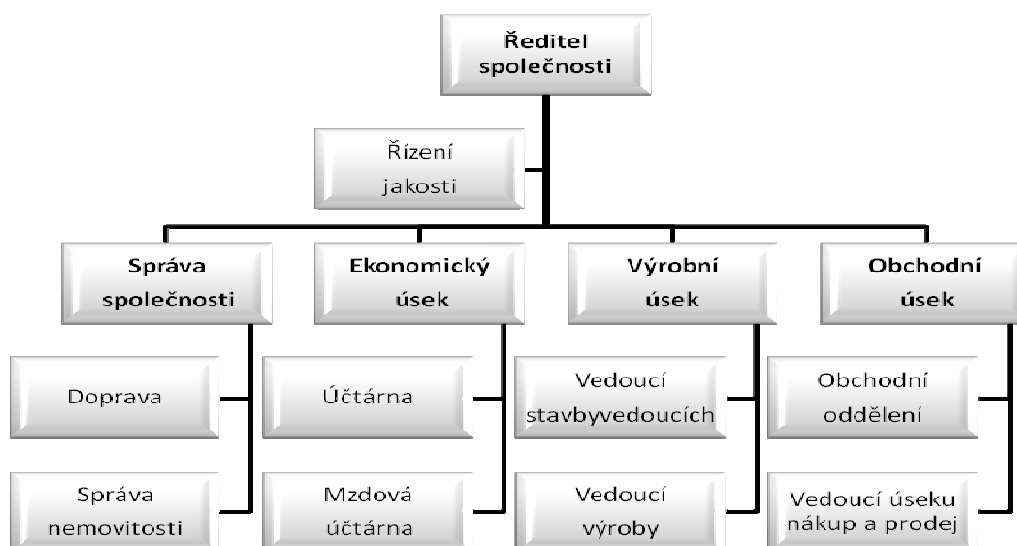 Ředitel
společnosti
Řízení
jakosti
Správa
společnosti
Ekonomický
úsek
Výrobní
úsek
Obchodní
úsek
Doprava
Účtárna
Vedoucí
stavbyvedoucích
Obchodní
oddělení
Správa
nemovitosti
Mzdová
účtárna
Vedoucí
výroby
Vedoucí úseku
nákup a prodej